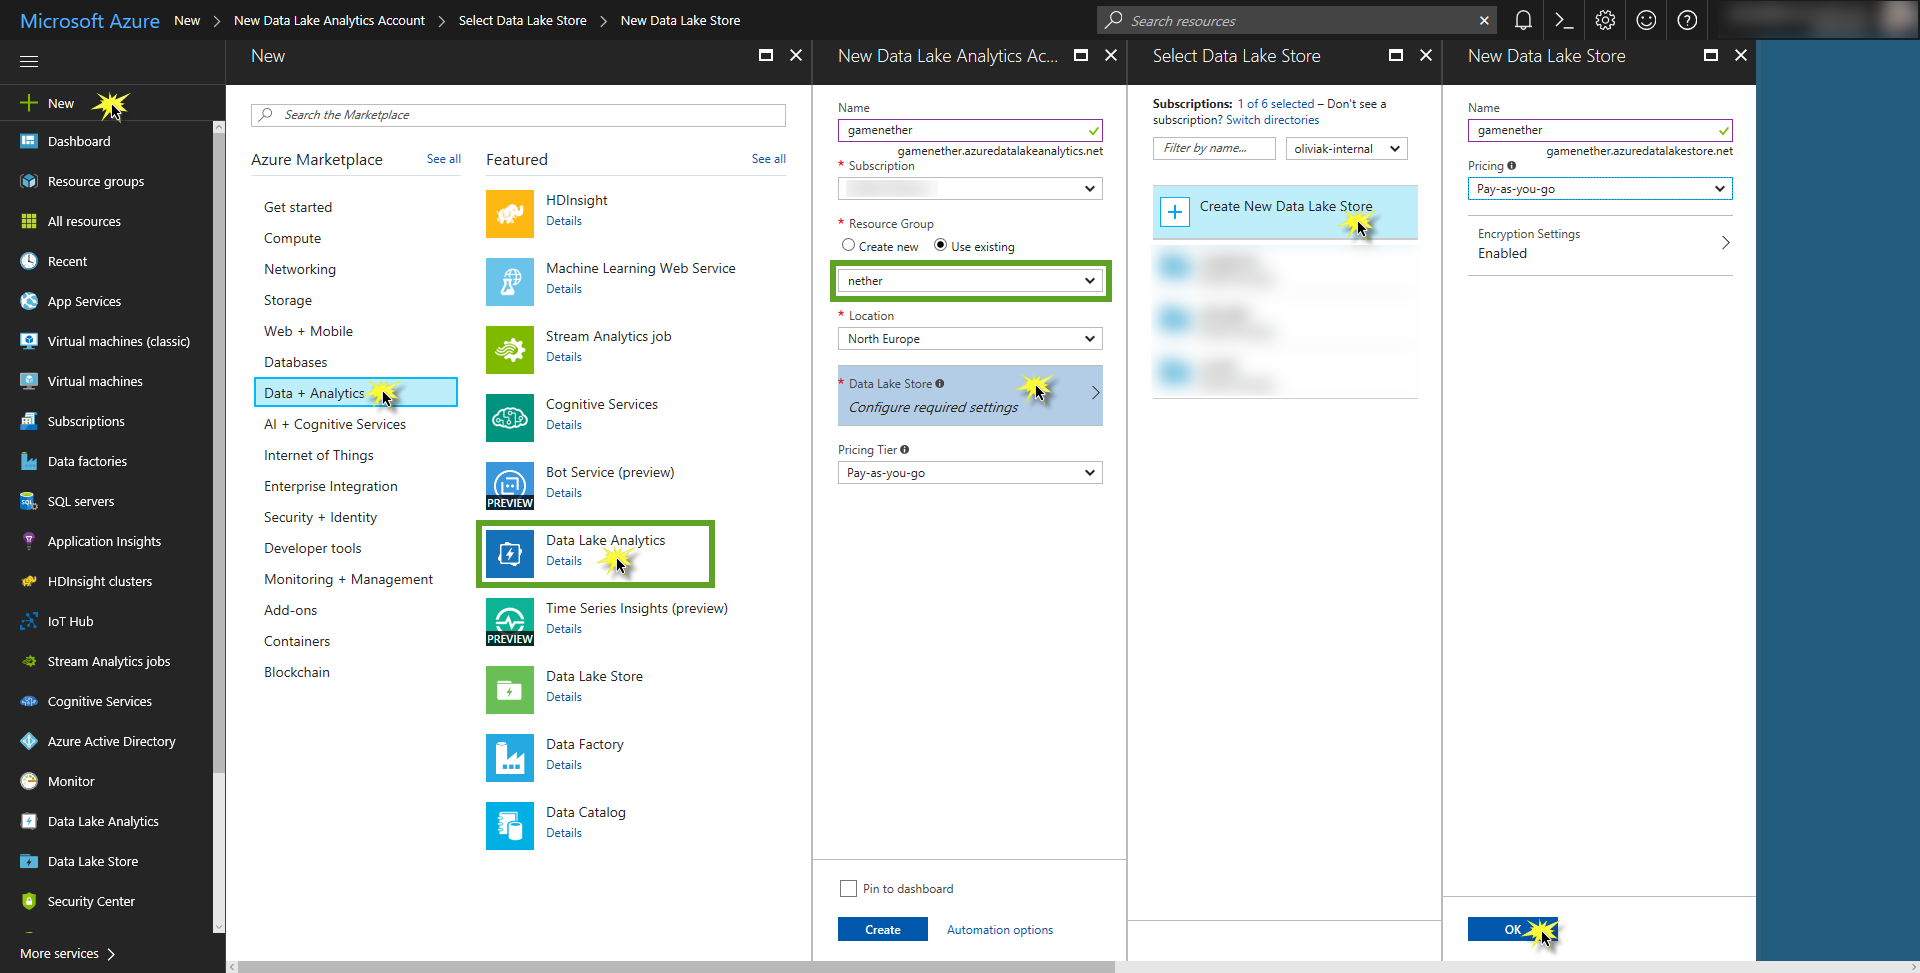 Microsoft Azure New > New Data Lake Analytics Account > Select Data Lake Store > New Data Lake Store
Search resources
New
Dashboard
Resource groups
All resources
Recent
App Services
Virtual machines (classic)
Virtual machines
Subscriptions
Data factories
SQL servers
Application Insights
HDInsight clusters
IoT Hub
Stream Analytics jobs
Cognitive Services
Azure Active Directory
Monitor
Data Lake Analytics
Data Lake Store
Security Center
More services >
New
Search the Marketplace
Azure Marketplace See all
Get started
Compute
Networking
Storage
Web + Mobile
Databases
Data + Analytics
AI + Cognitive Services
Internet of Things
Enterprise Integration
Security + Identity
Developer tools
Monitoring + Management
Add-ons
Containers
Blockchain
Featured See all
HDInsight
Details
Machine Learning Web Service
Details
Stream Analytics job
Details
Cognitive Services
Details
Bot Service (preview)
Details
PREVIEW
Data Lake Analytics
Details
Time Series Insights (preview)
Details
PREVIEW
Data Lake Store
Details
Data Factory
Details
Data Catalog
Details
New Data Lake Analytics Ac...
Name
gamenether
gamenether.azuredatalakeanalytics.net
* Subscription
* Resource Group
Create new Use existing
nether
* Location
North Europe
* Data Lake Store
Configure required settings
Pricing Tier
Pay-as-you-go
Pin to dashboard
Create Automation options
Select Data Lake Store
Subscriptions: 1 of 6 selected – Don't see a
subscription? Switch directories
Filter by name... oliviak-internal
Create New Data Lake Store
New Data Lake Store
Name
gamenether
gamenether.azuredatalakestore.net
Pricing
Pay-as-you-go
Encryption Settings
Enabled
OK